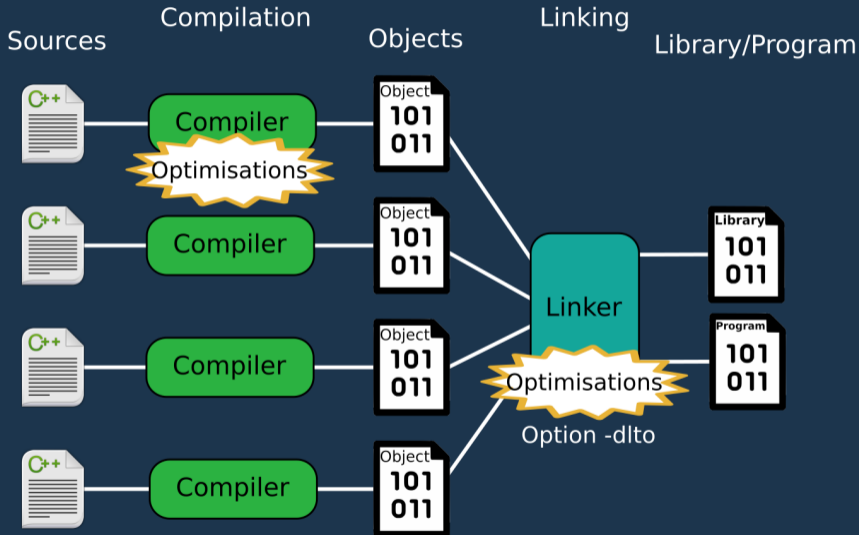 Sources
Compilation
Objects
Linking
Library/Program
C++
Compiler
Optimisations
Object
101
011
C++
Compiler
Object
101
011
C++
Compiler
Object
101
011
C++
Compiler
Object
101
011
Linker
Optimisations
Option -dlto
Library
101
011
Program
101
011